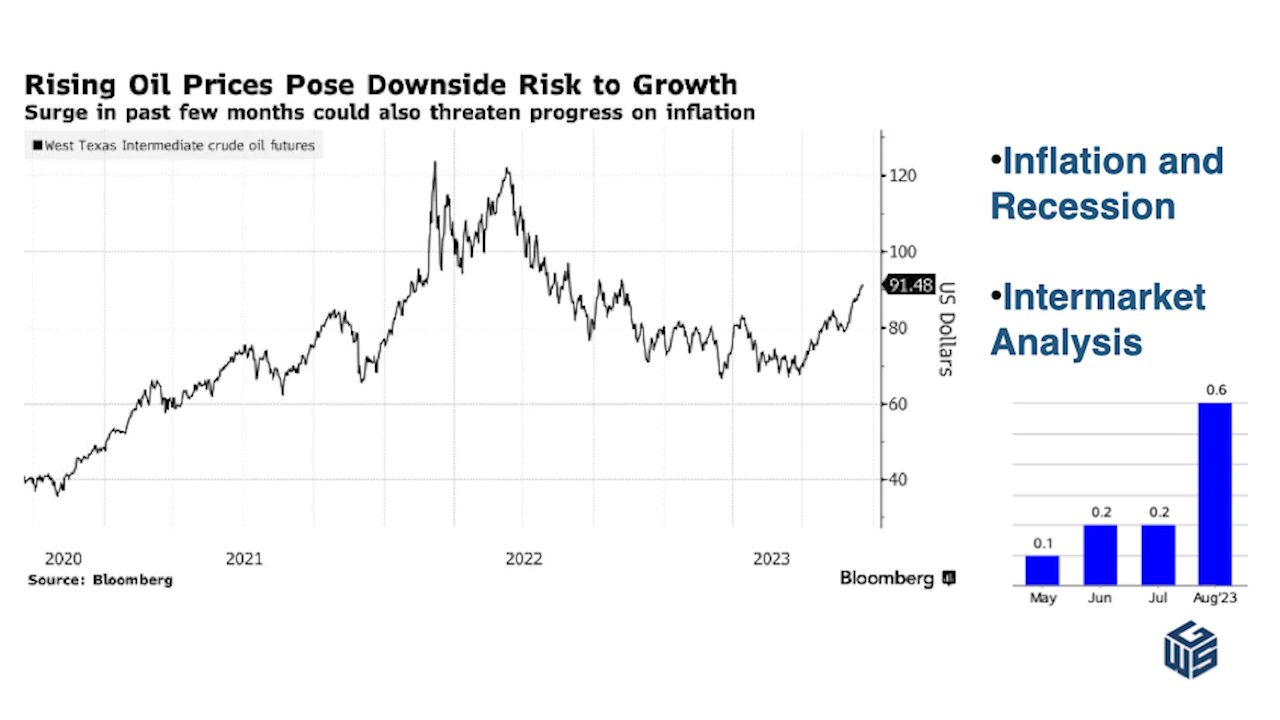 Rising Oil Prices Pose Downside Risk to Growth
Surge in past few months could also threaten progress on inflation
West Texas Intermediate crude oil futures
120
100
91.48
80
60
40
US Dollars
2020 2021 2022 2023
Source: Bloomberg
Bloomberg
•Inflation and
Recession
•Intermarket
Analysis
0.6
0.2 0.2
0.1
May Jun Jul Aug'23
GWS